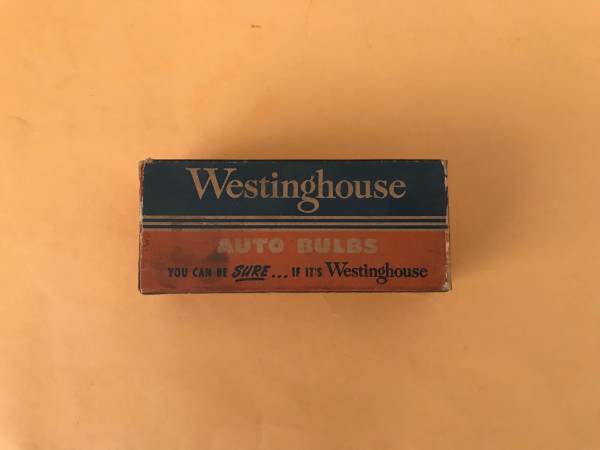 Westinghouse
AUTO BULBS
YOU CAN BE SURE... IF IT'S Westinghouse